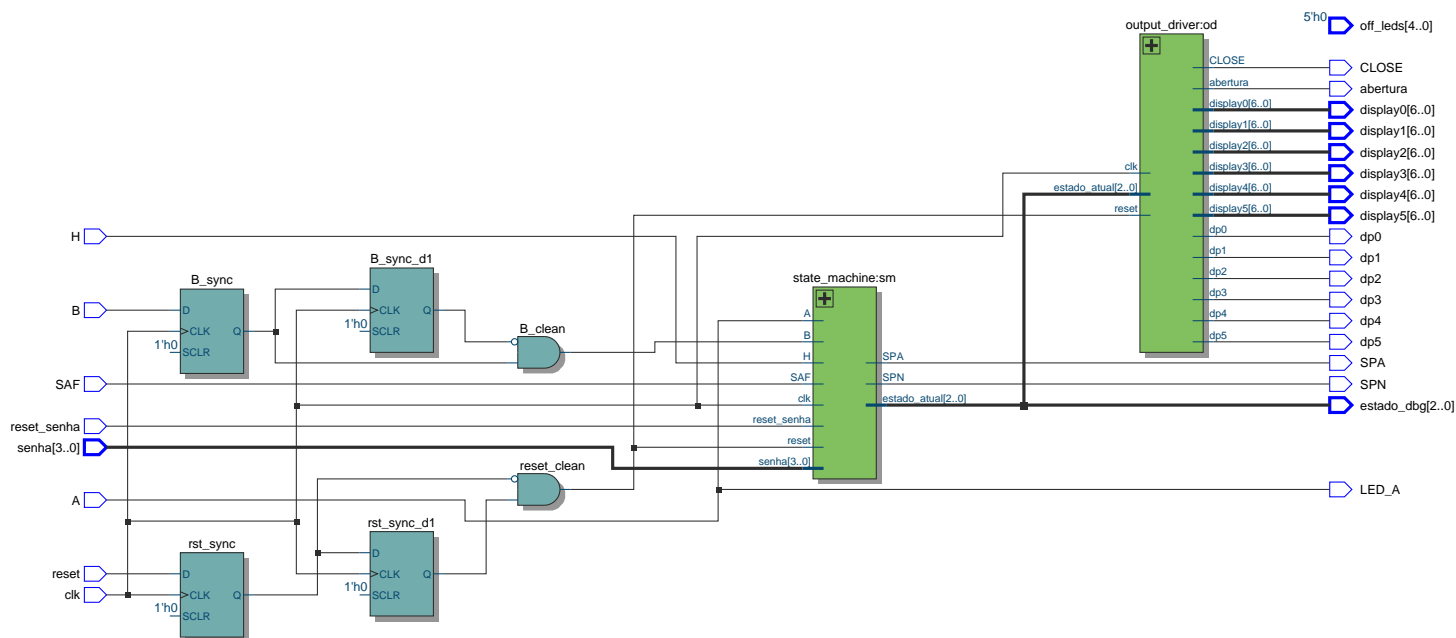 5'h0
off_leds[4..0]
output_driver:od
CLOSE
abertura
display0[6..0]
display1[6..0]
display2[6..0]
display3[6..0]
display4[6..0]
display5[6..0]
dp0
dp1
dp2
dp3
dp4
dp5
clk
estado_atual[2..0]
reset
CLOSE
abertura
display0[6..0]
display1[6..0]
display2[6..0]
display3[6..0]
display4[6..0]
display5[6..0]
dp0
dp1
dp2
dp3
dp4
dp5
SPA
SPN
estado_dbg[2..0]
LED_A
H
B
SAF
reset_senha
senha[3..0]
A
reset
clk
B_sync
D
CLK
Q
1'h0
SCLR
B_sync_d1
D
CLK
Q
1'h0
SCLR
B_clean
state_machine:sm
A
B
H
SAF
clk
reset_senha
reset
senha[3..0]
SPA
SPN
estado_atual[2..0]
reset_clean
rst_sync
D
CLK
Q
1'h0
SCLR
rst_sync_d1
D
CLK
Q
1'h0
SCLR